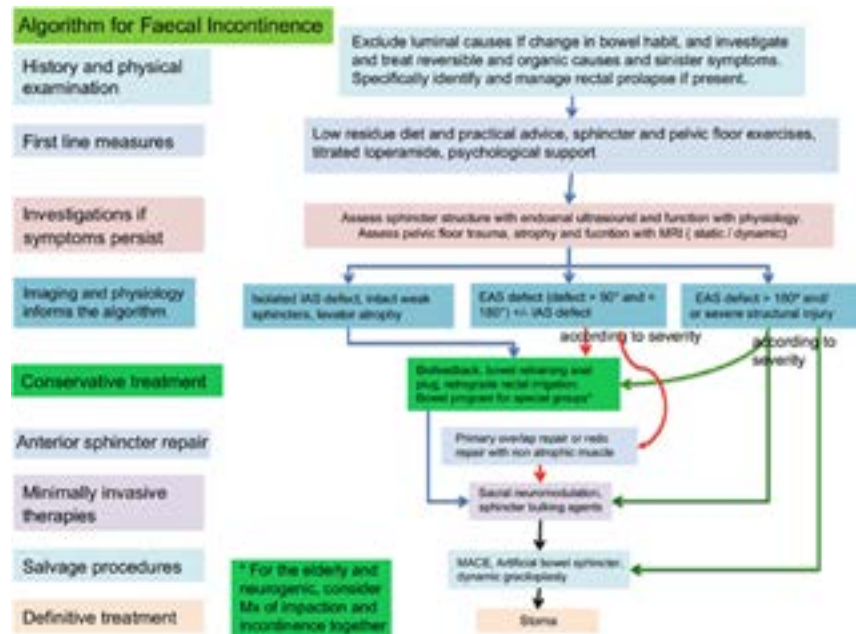 Algorithm for Faecal Incontinence
History and physical
examination
Exclude luminal causes If change in bowel habit, and investigate
and treat reversible and organic causes and sinister symptoms.
Specifically identify and manage rectal prolapse if present.
First line measures
Low residue diet and practical advice, sphincter and pelvic floor exercises,
titrated loperamide, psychological support
Investigations if
symptoms persist
Assess sphincter structure with endoanal ultrasound and function with physiology.
Assess pelvic floor trauma, atrophy and fucntion with MRI ( static / dynamic)
Imaging and physiology
informs the algorithm
Isolated IAS defect, intact weak
sphincters, levator atrophy
EAS defect (defect > 90° and <
180°) +/- IAS defect
EAS defect > 180° and/
or severe structural injury
according to severity
according to
severity
Conservative treatment
Biofeedback, bowel retraining anal
plug, retrograde rectal irrigation.
Bowel program for special groups*
Anterior sphincter repair
Primary overlap repair or redo
repair with non atrophic muscle
Minimally invasive
therapies
Sacral neuromodulation,
sphincter bulking agents
Salvage procedures
MACE, Artificial bowel sphincter,
dynamic graciloplasty
* For the elderly and
neurogenic, consider
Mx of impaction and
incontinence together
Definitive treatment
Stoma